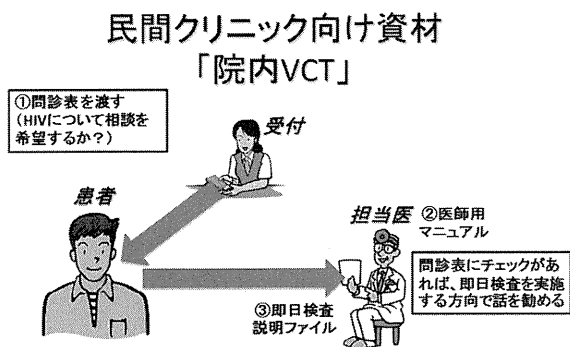 民間クリニック向け資材
「院内VCT」
①問診表を渡す
(HIVについて相談を
希望するか?)
受付
患者
担当医
②医師用
マニュアル
問診表にチェックがあ
れば、即日検査を実施
する方向で話を勧める
③即日検査
説明ファイル